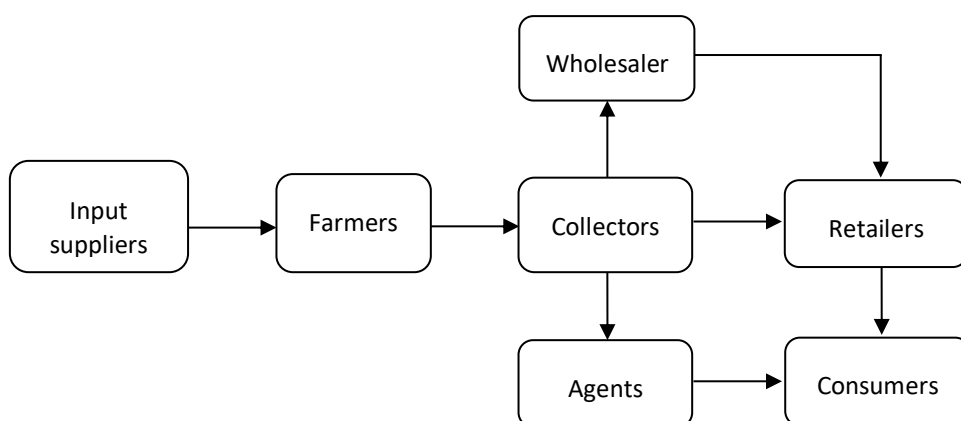 Wholesaler
Input
suppliers
Farmers
Collectors
Retailers
Agents
Consumers